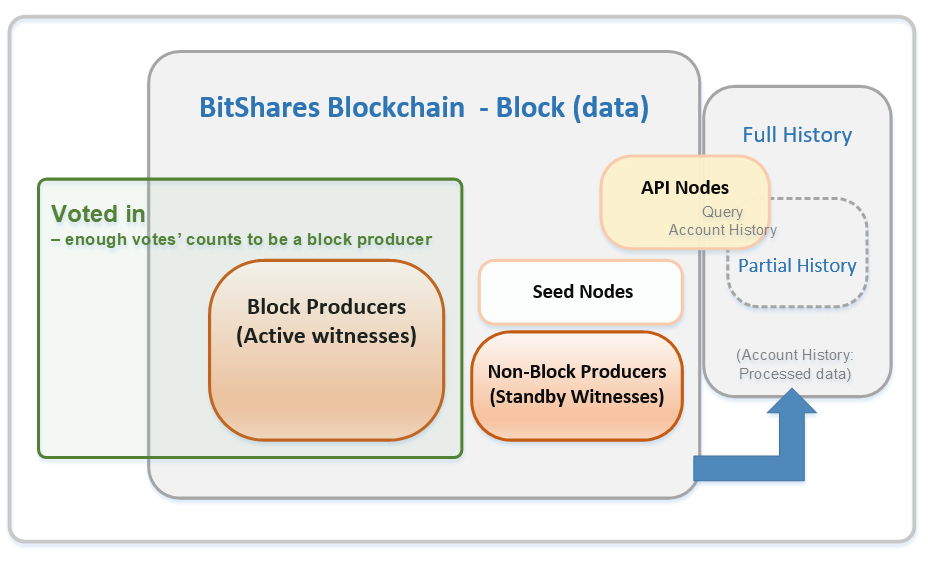 BitShares Blockchain - Block (data)
Full History
API Nodes
Query
Account History
Partial History
(Account History:
Processed data)
Voted in
– enough votes’ counts to be a block producer
Block Producers
(Active witnesses)
Seed Nodes
Non-Block Producers
(Standby Witnesses)